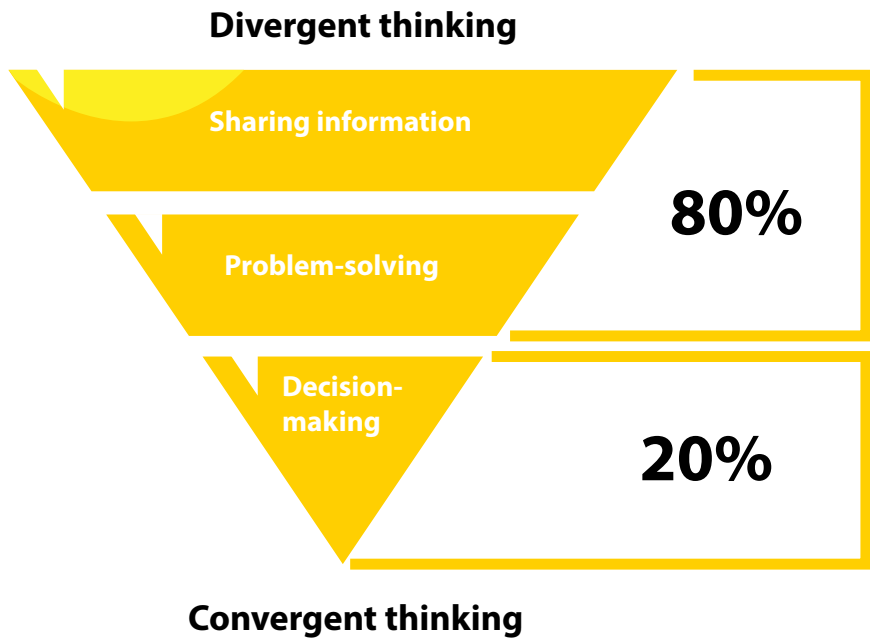 Divergent thinking
Sharing information
80%
Problem-solving
Decision-
making
20%
Convergent thinking